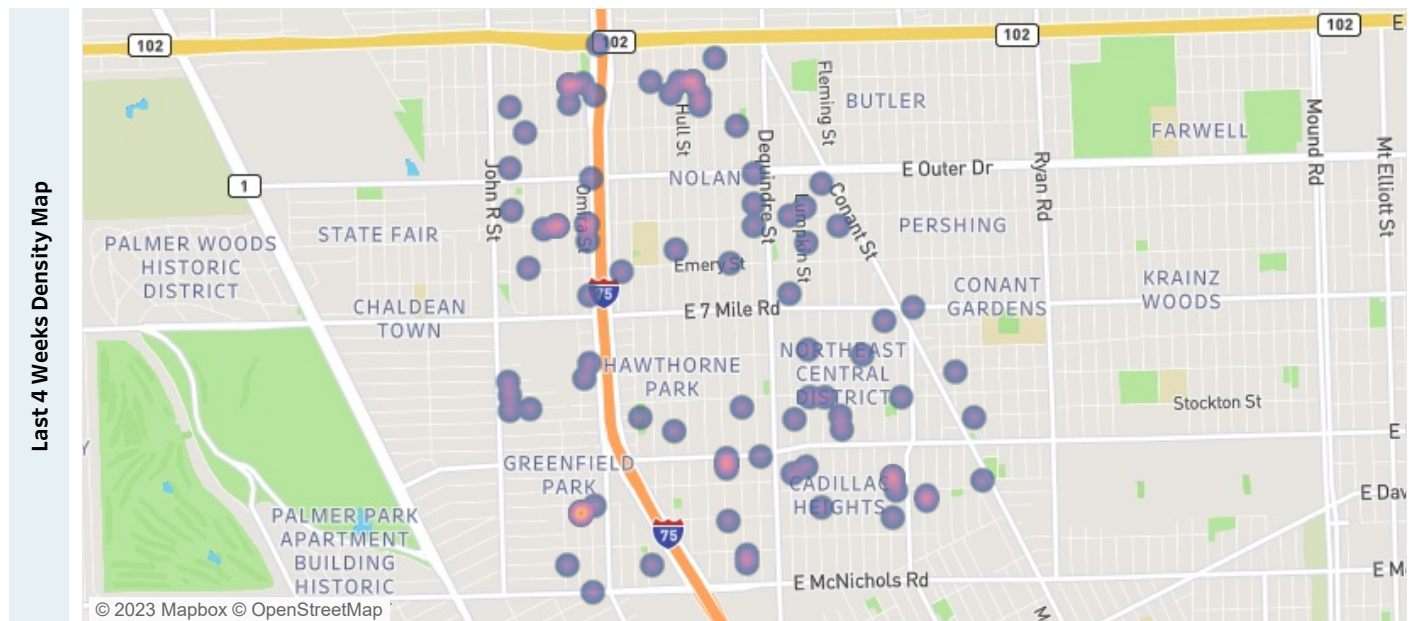 Last 4 Weeks Density Map
102
102
102
102
E
Fleming St
BUTLER
Hull St
FARWELL
Mound Rd
Mt Elliott St
Dequindre St
John R St
NOLAN
E Outer Dr
Ryan Rd
1
Omira St
Lumpkin St
Conant St
STATE FAIR
PERSHING
PALMER WOODS
HISTORIC
DISTRICT
Emery St
75
E 7 Mile Rd
CONANT
GARDENS
KRAINZ
WOODS
CHALDEAN
TOWN
HAWTHORNE
PARK
NORTHEAST
CENTRAL
DISTRICT
Stockton St
E
Y
GREENFIELD
PARK
CADILLAC
HEIGHTS
E Dav
PALMER PARK
APARTMENT
BUILDING
HISTORIC
75
E McNichols Rd
E M
M
© 2023 Mapbox © OpenStreetMap